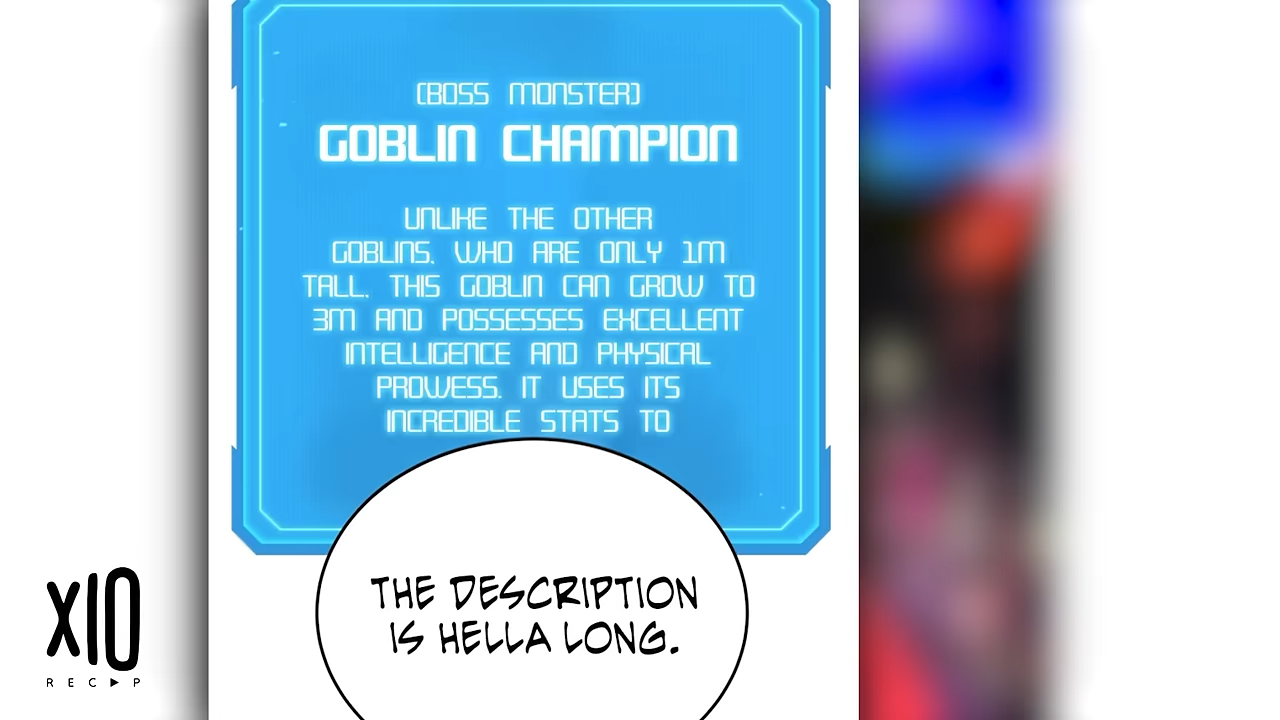 [BOSS MONSTER]
GOBLIN CHAMPION
UNLIKE THE OTHER
GOBLINS, WHO ARE ONLY 1M
TALL, THIS GOBLIN CAN GROW TO
3M AND POSSESSES EXCELLENT
INTELLIGENCE AND PHYSICAL
PROWESS. IT USES ITS
INCREDIBLE STATS TO
THE DESCRIPTION
IS HELLA LONG.
X10
RECAP